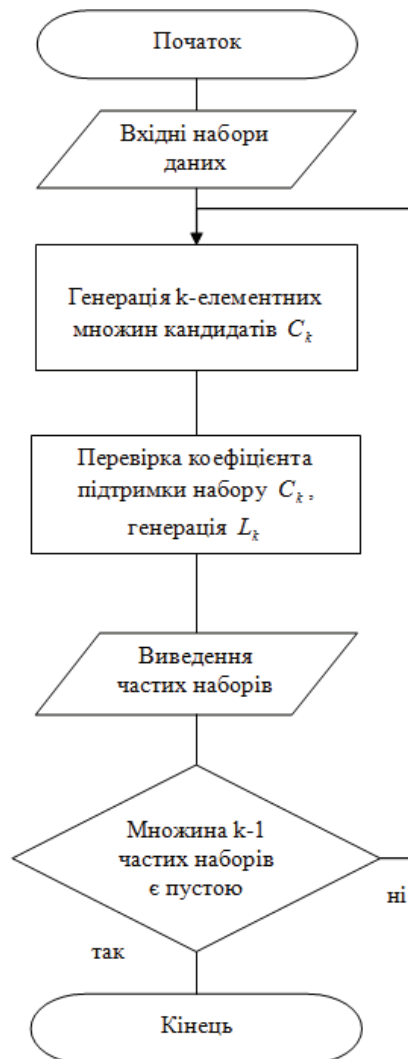 Початок
Вхідні набори
даних
Генерація k-елементних
множин кандидатів C_k
Перевірка коефіцієнта
підтримки набору C_k,
генерація L_k
Виведення
частих наборів
Множина k-1
частих наборів
є пустою
ні
так
Кінець